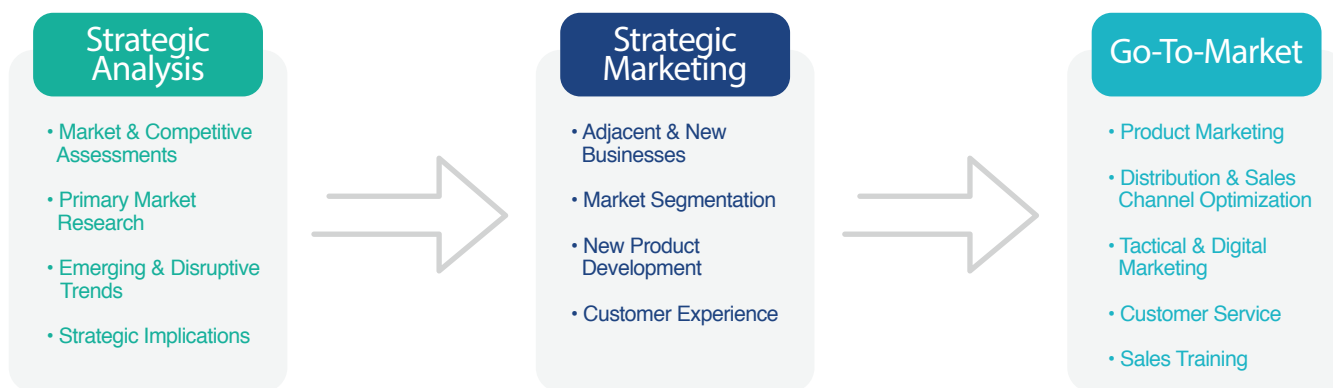 Strategic
Analysis
• Market & Competitive
Assessments
• Primary Market
Research
• Emerging & Disruptive
Trends
• Strategic Implications
Strategic
Marketing
• Adjacent & New
Businesses
• Market Segmentation
• New Product
Development
• Customer Experience
Go-To-Market
• Product Marketing
• Distribution & Sales
Channel Optimization
• Tactical & Digital
Marketing
• Customer Service
• Sales Training